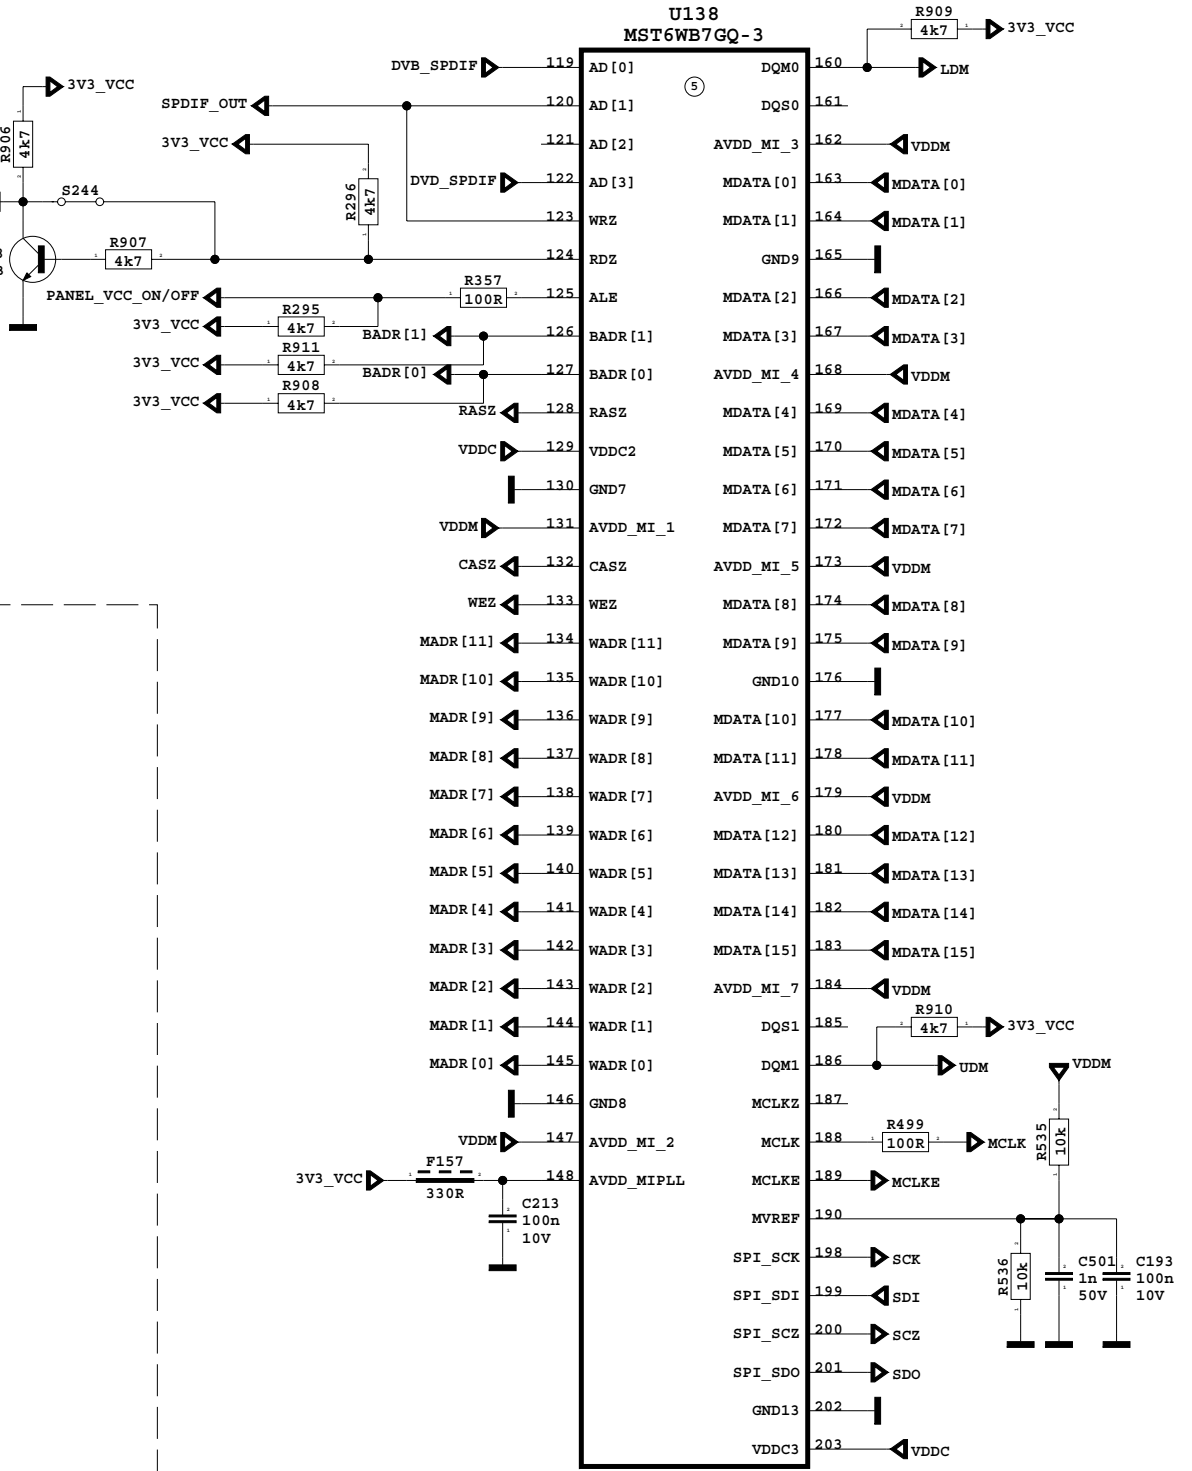 U138
MST6WB7GQ-3
5
R909
4k7
3V3_VCC
LDM
3V3_VCC
R906
4k7
S244
R907
4k7
DVB_SPDIF
SPDIF_OUT
3V3_VCC
R296
4k7
DVD_SPDIF
PANEL_VCC_ON/OFF
R357
100R
3V3_VCC
R295
4k7
3V3_VCC
R911
4k7
3V3_VCC
R908
4k7
BADR[1]
BADR[0]
119 AD[0]
120 AD[1]
121 AD[2]
122 AD[3]
123 WRZ
124 RDZ
125 ALE
126 BADR[1]
127 BADR[0]
RASZ 128 RASZ
VDDC 129 VDDC2
130 GND7
VDDM 131 AVDD_MI_1
CASZ 132 CASZ
WEZ 133 WEZ
MADR[11] 134 WADR[11]
MADR[10] 135 WADR[10]
MADR[9] 136 WADR[9]
MADR[8] 137 WADR[8]
MADR[7] 138 WADR[7]
MADR[6] 139 WADR[6]
MADR[5] 140 WADR[5]
MADR[4] 141 WADR[4]
MADR[3] 142 WADR[3]
MADR[2] 143 WADR[2]
MADR[1] 144 WADR[1]
MADR[0] 145 WADR[0]
146 GND8
VDDM 147 AVDD_MI_2
148 AVDD_MIPLL
3V3_VCC
F157
330R
C213
100n
10V
DQM0 160
DQS0 161
AVDD_MI_3 162 VDDM
MDATA[0] 163 MDATA[0]
MDATA[1] 164 MDATA[1]
GND9 165
MDATA[2] 166 MDATA[2]
MDATA[3] 167 MDATA[3]
AVDD_MI_4 168 VDDM
MDATA[4] 169 MDATA[4]
MDATA[5] 170 MDATA[5]
MDATA[6] 171 MDATA[6]
MDATA[7] 172 MDATA[7]
AVDD_MI_5 173 VDDM
MDATA[8] 174 MDATA[8]
MDATA[9] 175 MDATA[9]
GND10 176
MDATA[10] 177 MDATA[10]
MDATA[11] 178 MDATA[11]
AVDD_MI_6 179 VDDM
MDATA[12] 180 MDATA[12]
MDATA[13] 181 MDATA[13]
MDATA[14] 182 MDATA[14]
MDATA[15] 183 MDATA[15]
AVDD_MI_7 184 VDDM
DQS1 185
R910
4k7
3V3_VCC
DQM1 186 UDM
MCLKZ 187
MCLK 188
R499
100R
MCLK
MCLKE 189 MCLKE
MVREF 190
VDDM
R535
10k
R536
10k
C501
1n
50V
C193
100n
10V
SPI_SCK 198 SCK
SPI_SDI 199 SDI
SPI_SCZ 200 SCZ
SPI_SDO 201 SDO
GND13 202
VDDC3 203 VDDC